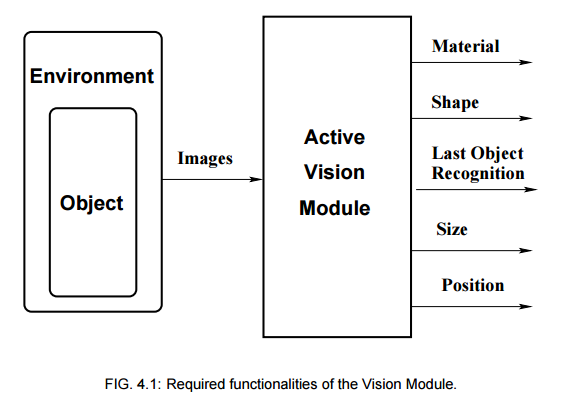 Environment
Object
Images
Active
Vision
Module
Material
Shape
Last Object
Recognition
Size
Position
FIG. 4.1: Required functionalities of the Vision Module.